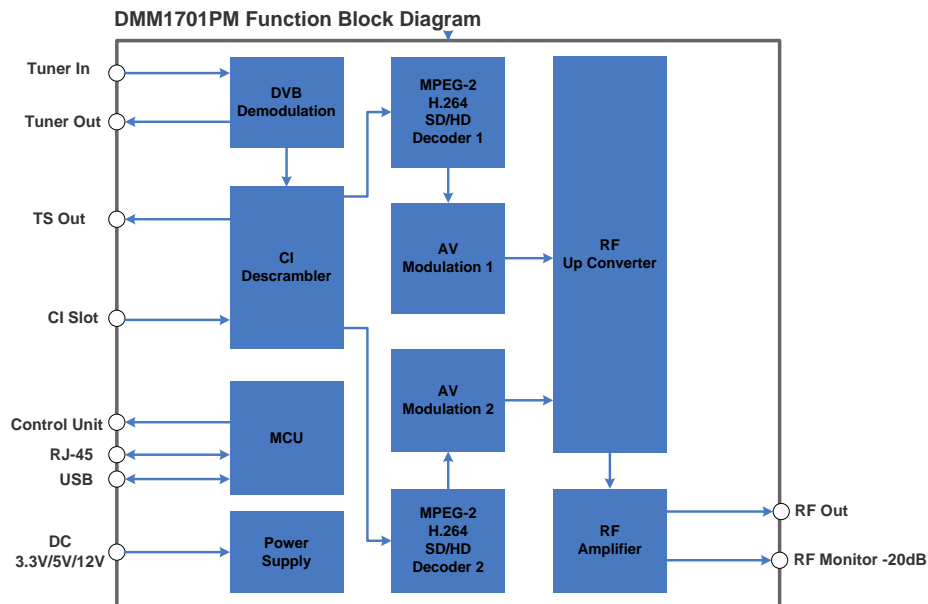 DMM1701PM Function Block Diagram
Tuner In
Tuner Out
TS Out
CI Slot
Control Unit
RJ-45
USB
DC
3.3V/5V/12V
DVB
Demodulation
CI
Descrambler
MCU
Power
Supply
MPEG-2
H.264
SD/HD
Decoder 1
AV
Modulation 1
AV
Modulation 2
MPEG-2
H.264
SD/HD
Decoder 2
RF
Up Converter
RF
Amplifier
RF Out
RF Monitor -20dB